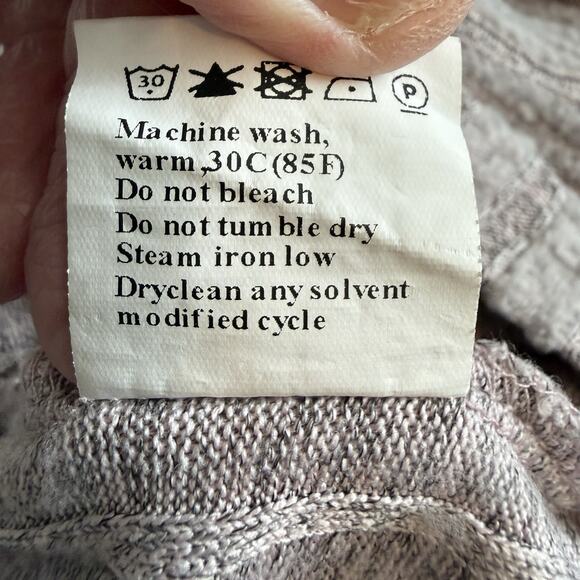 30 P
Machine wash,
warm,30C(85F)
Do not bleach
Do not tumble dry
Steam iron low
Dryclean any solvent
modified cycle